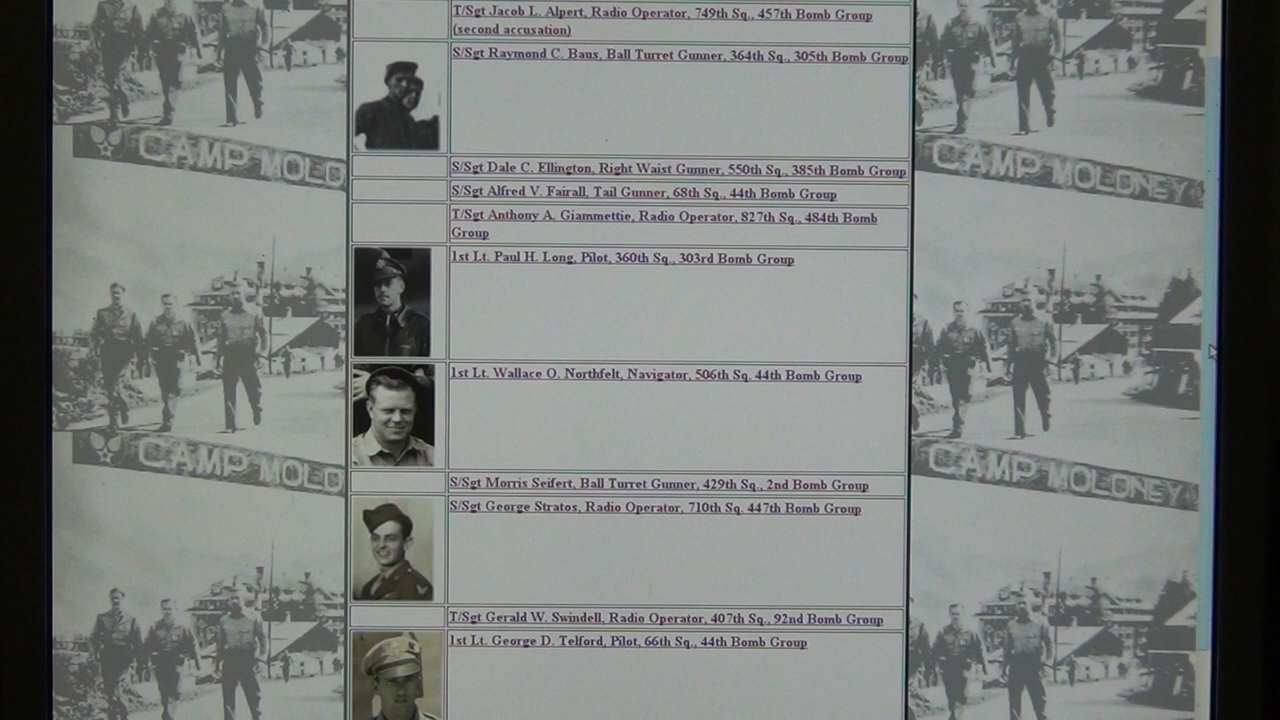 T/Sgt Jacob L. Alpert, Radio Operator, 749th Sq., 457th Bomb Group
(second accusation)
S/Sgt Raymond C. Baus, Ball Turret Gunner, 364th Sq., 305th Bomb Group
CAMP MOLO
CAMP MOLONEY
S/Sgt Dale C. Ellington, Right Waist Gunner, 550th Sq., 385th Bomb Group
S/Sgt Alfred V. Fairall, Tail Gunner, 68th Sq., 44th Bomb Group
T/Sgt Anthony A. Giammettie, Radio Operator, 827th Sq., 484th Bomb
Group
1st Lt. Paul H. Long, Pilot, 360th Sq., 303rd Bomb Group
1st Lt. Wallace O. Northfelt, Navigator, 506th Sq. 44th Bomb Group
CAMP MOLO
CAMP MOLONEY
S/Sgt Morris Seifert, Ball Turret Gunner, 429th Sq., 2nd Bomb Group
S/Sgt George Stratos, Radio Operator, 710th Sq. 447th Bomb Group
T/Sgt Gerald W. Swindell, Radio Operator, 407th Sq., 92nd Bomb Group
1st Lt. George D. Telford, Pilot, 66th Sq., 44th Bomb Group